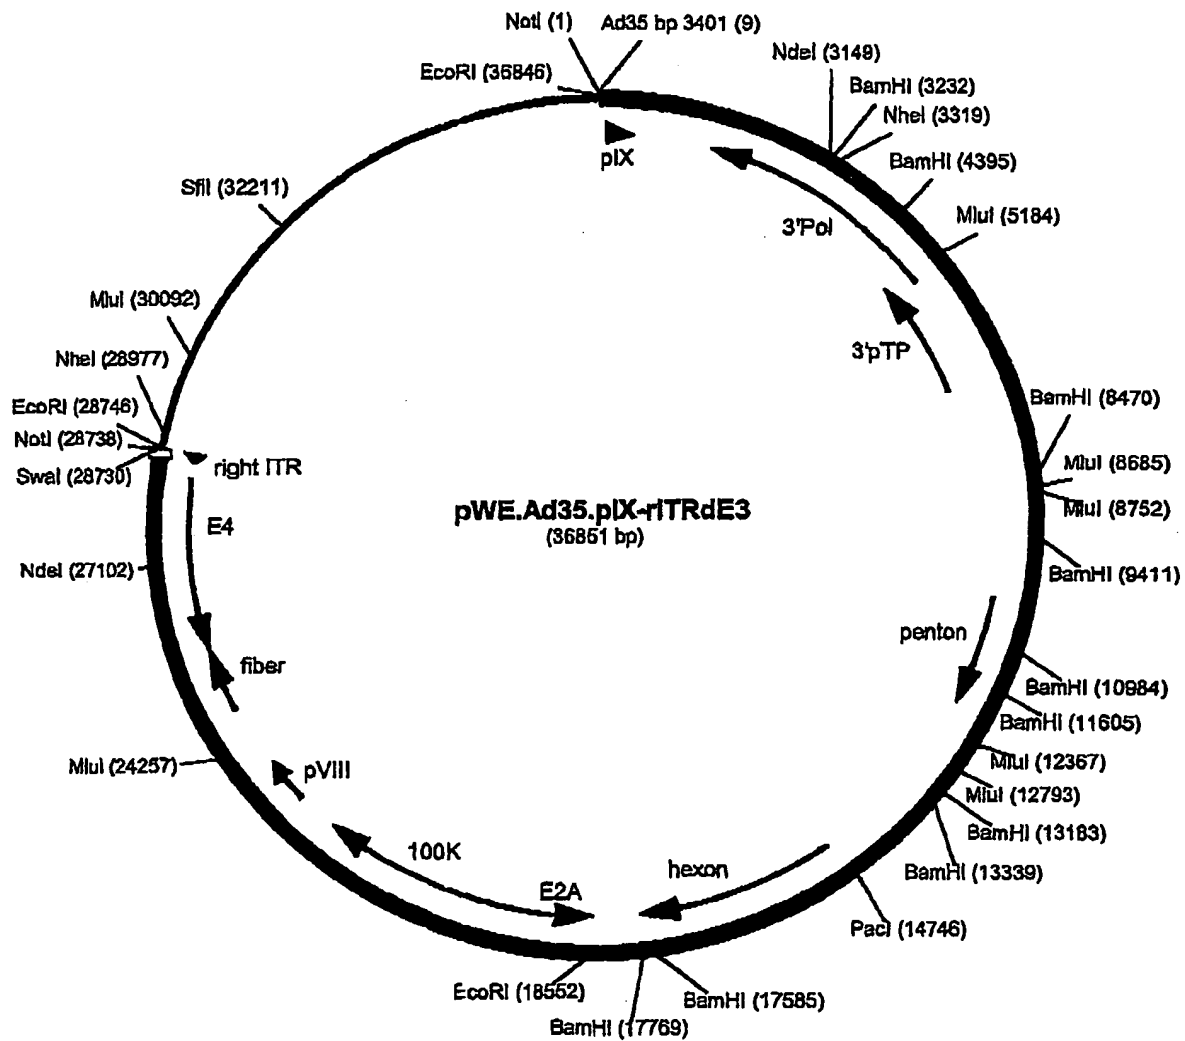 NotI (1)
Ad35 bp 3401 (9)
EcoRI (36846)
NdeI (3149)
BamHI (3232)
NheI (3319)
BamHI (4395)
MluI (5184)
pIX
3'Pol
3'pTP
SfiI (32211)
MluI (30092)
NheI (28977)
EcoRI (28746)
NotI (28738)
SwaI (28730)
right ITR
E4
NdeI (27102)
fiber
MluI (24257)
pVIII
100K
E2A
hexon
penton
pWE.Ad35.pIX-rITRdE3
(36851 bp)
BamHI (8470)
MluI (8685)
MluI (8752)
BamHI (9411)
BamHI (10984)
BamHI (11605)
MluI (12367)
MluI (12793)
BamHI (13183)
BamHI (13339)
PacI (14746)
EcoRI (18552)
BamHI (17585)
BamHI (17769)